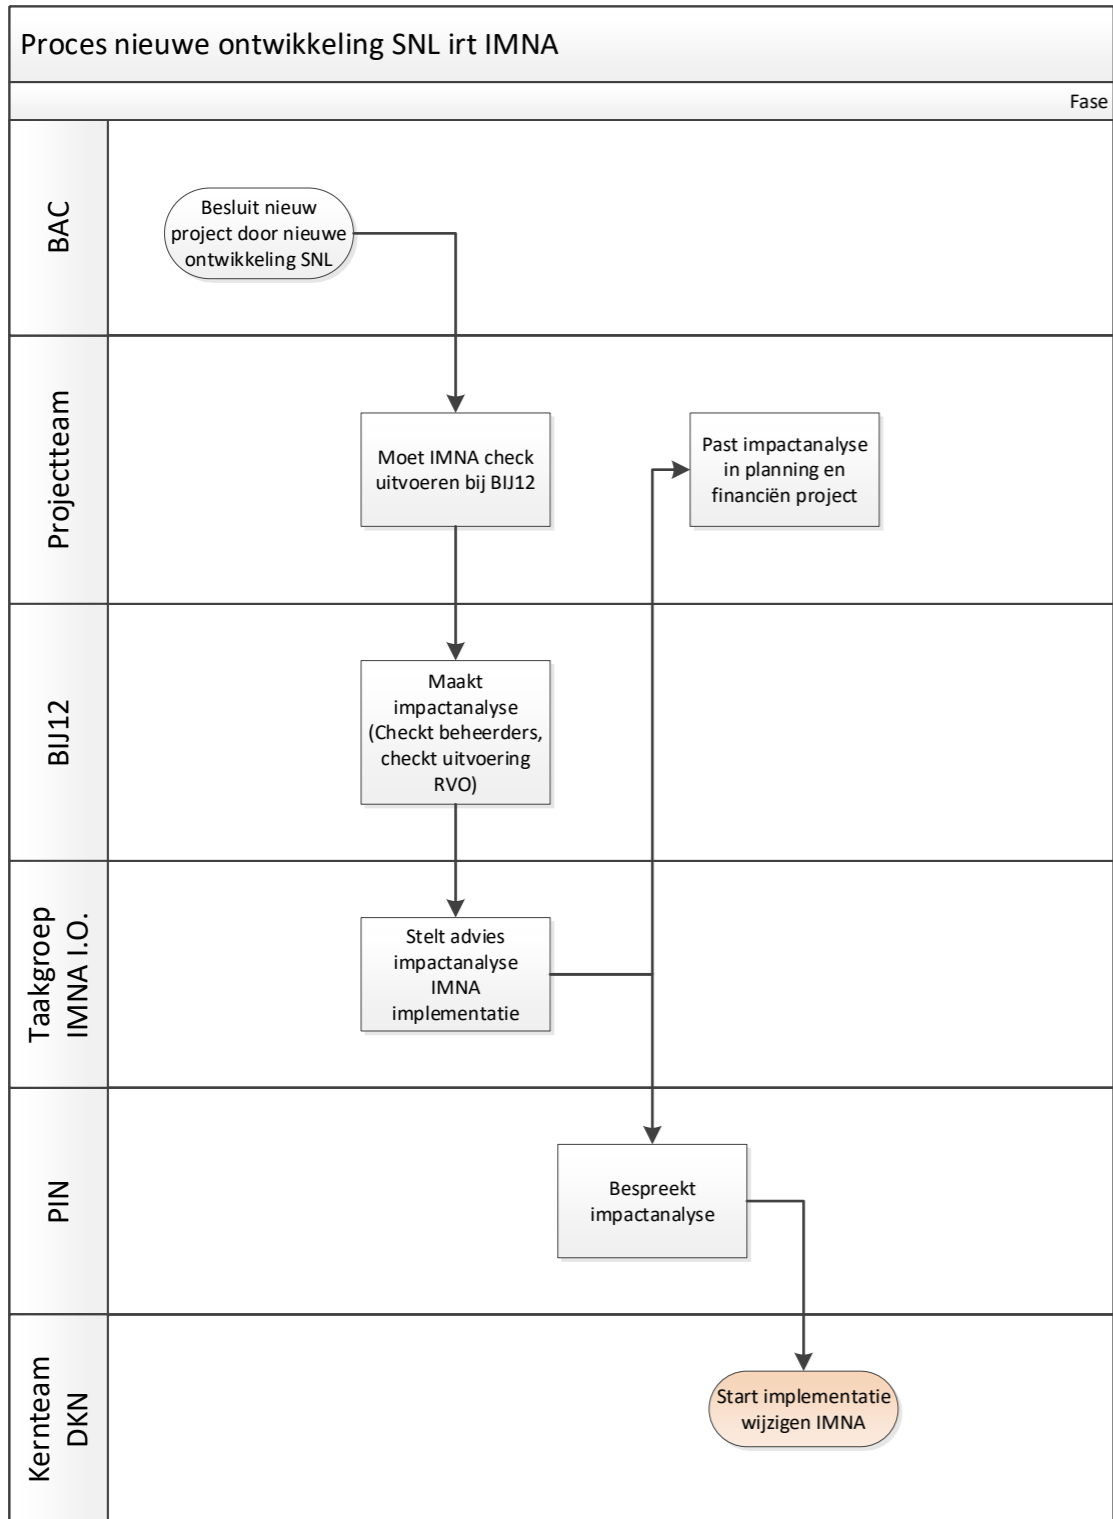 Proces nieuwe ontwikkeling SNL irt IMNA
Fase
BAC
Besluit nieuw
project door nieuwe
ontwikkeling SNL
Projectteam
Moet IMNA check
uitvoeren bij BIJ12
Past impactanalyse
in planning en
financiën project
BIJ12
Maakt
impactanalyse
(Checkt beheerders,
checkt uitvoering
RVO)
Taakgroep
IMNA I.O.
Stelt advies
impactanalyse
IMNA
implementatie
PIN
Bespreekt
impactanalyse
Kernteam
DKN
Start implementatie
wijzigen IMNA